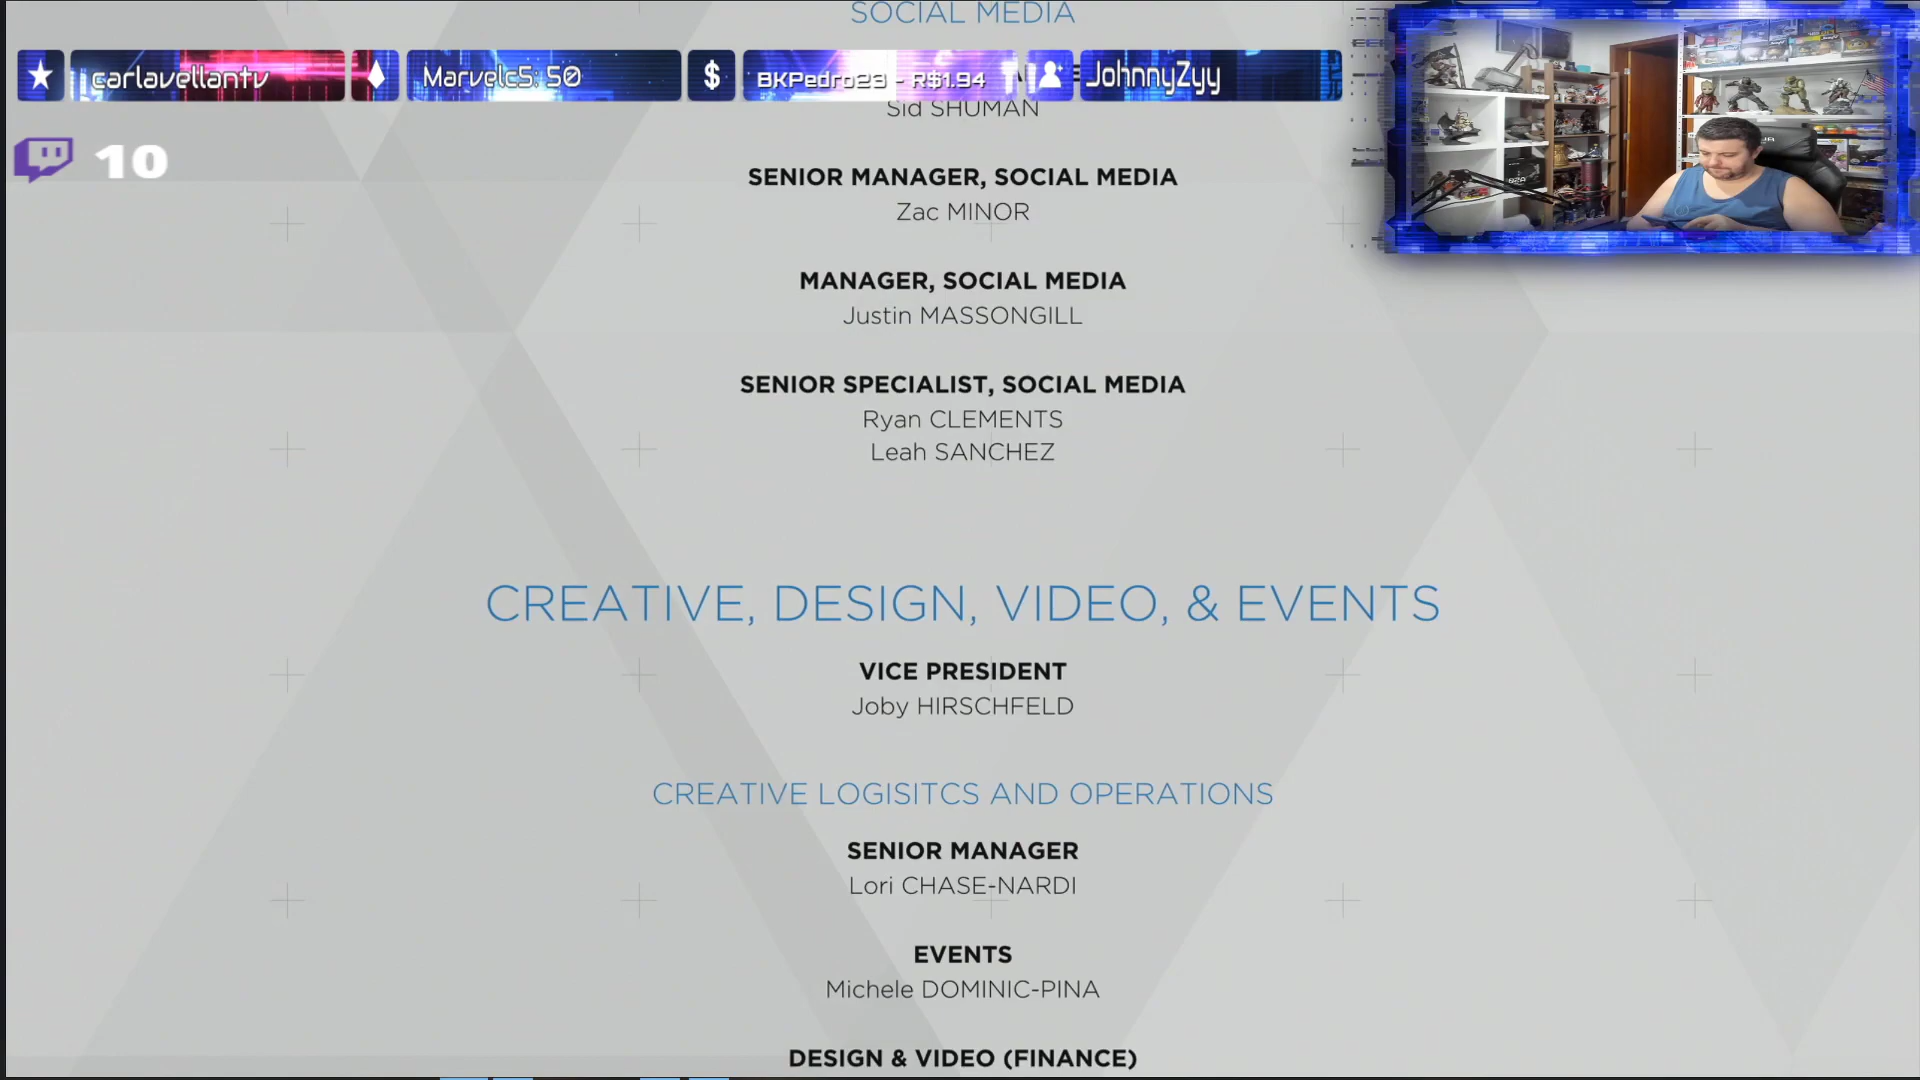 SOCIAL MEDIA
carlavellantv
Marvelc5: 50
$
BKPedro23 - R$1.94
JohnnyZyy
Sid SHUMAN
10
SENIOR MANAGER, SOCIAL MEDIA
Zac MINOR
MANAGER, SOCIAL MEDIA
Justin MASSONGILL
SENIOR SPECIALIST, SOCIAL MEDIA
Ryan CLEMENTS
Leah SANCHEZ
CREATIVE, DESIGN, VIDEO, & EVENTS
VICE PRESIDENT
Joby HIRSCHFELD
CREATIVE LOGISITCS AND OPERATIONS
SENIOR MANAGER
Lori CHASE-NARDI
EVENTS
Michele DOMINIC-PINA
DESIGN & VIDEO (FINANCE)